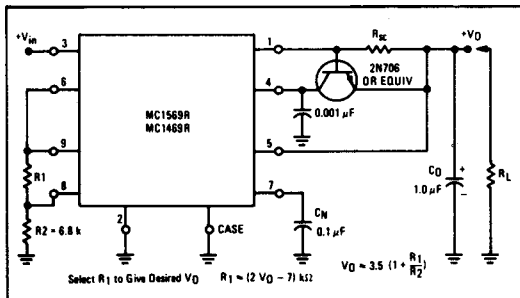 +Vin
3
MC1569R
MC1469R
1
Rsc
+VO
6
4
2N706
OR EQUIV
0.001 µF
9
5
R1
8
7
R2 = 6.8 k
2
CASE
CN
0.1 µF
CO
1.0 µF
+
–
RL
Select R1 to Give Desired VO R1 = (2 VO – 7) kΩ
VO = 3.5 (1 + R1/R2)